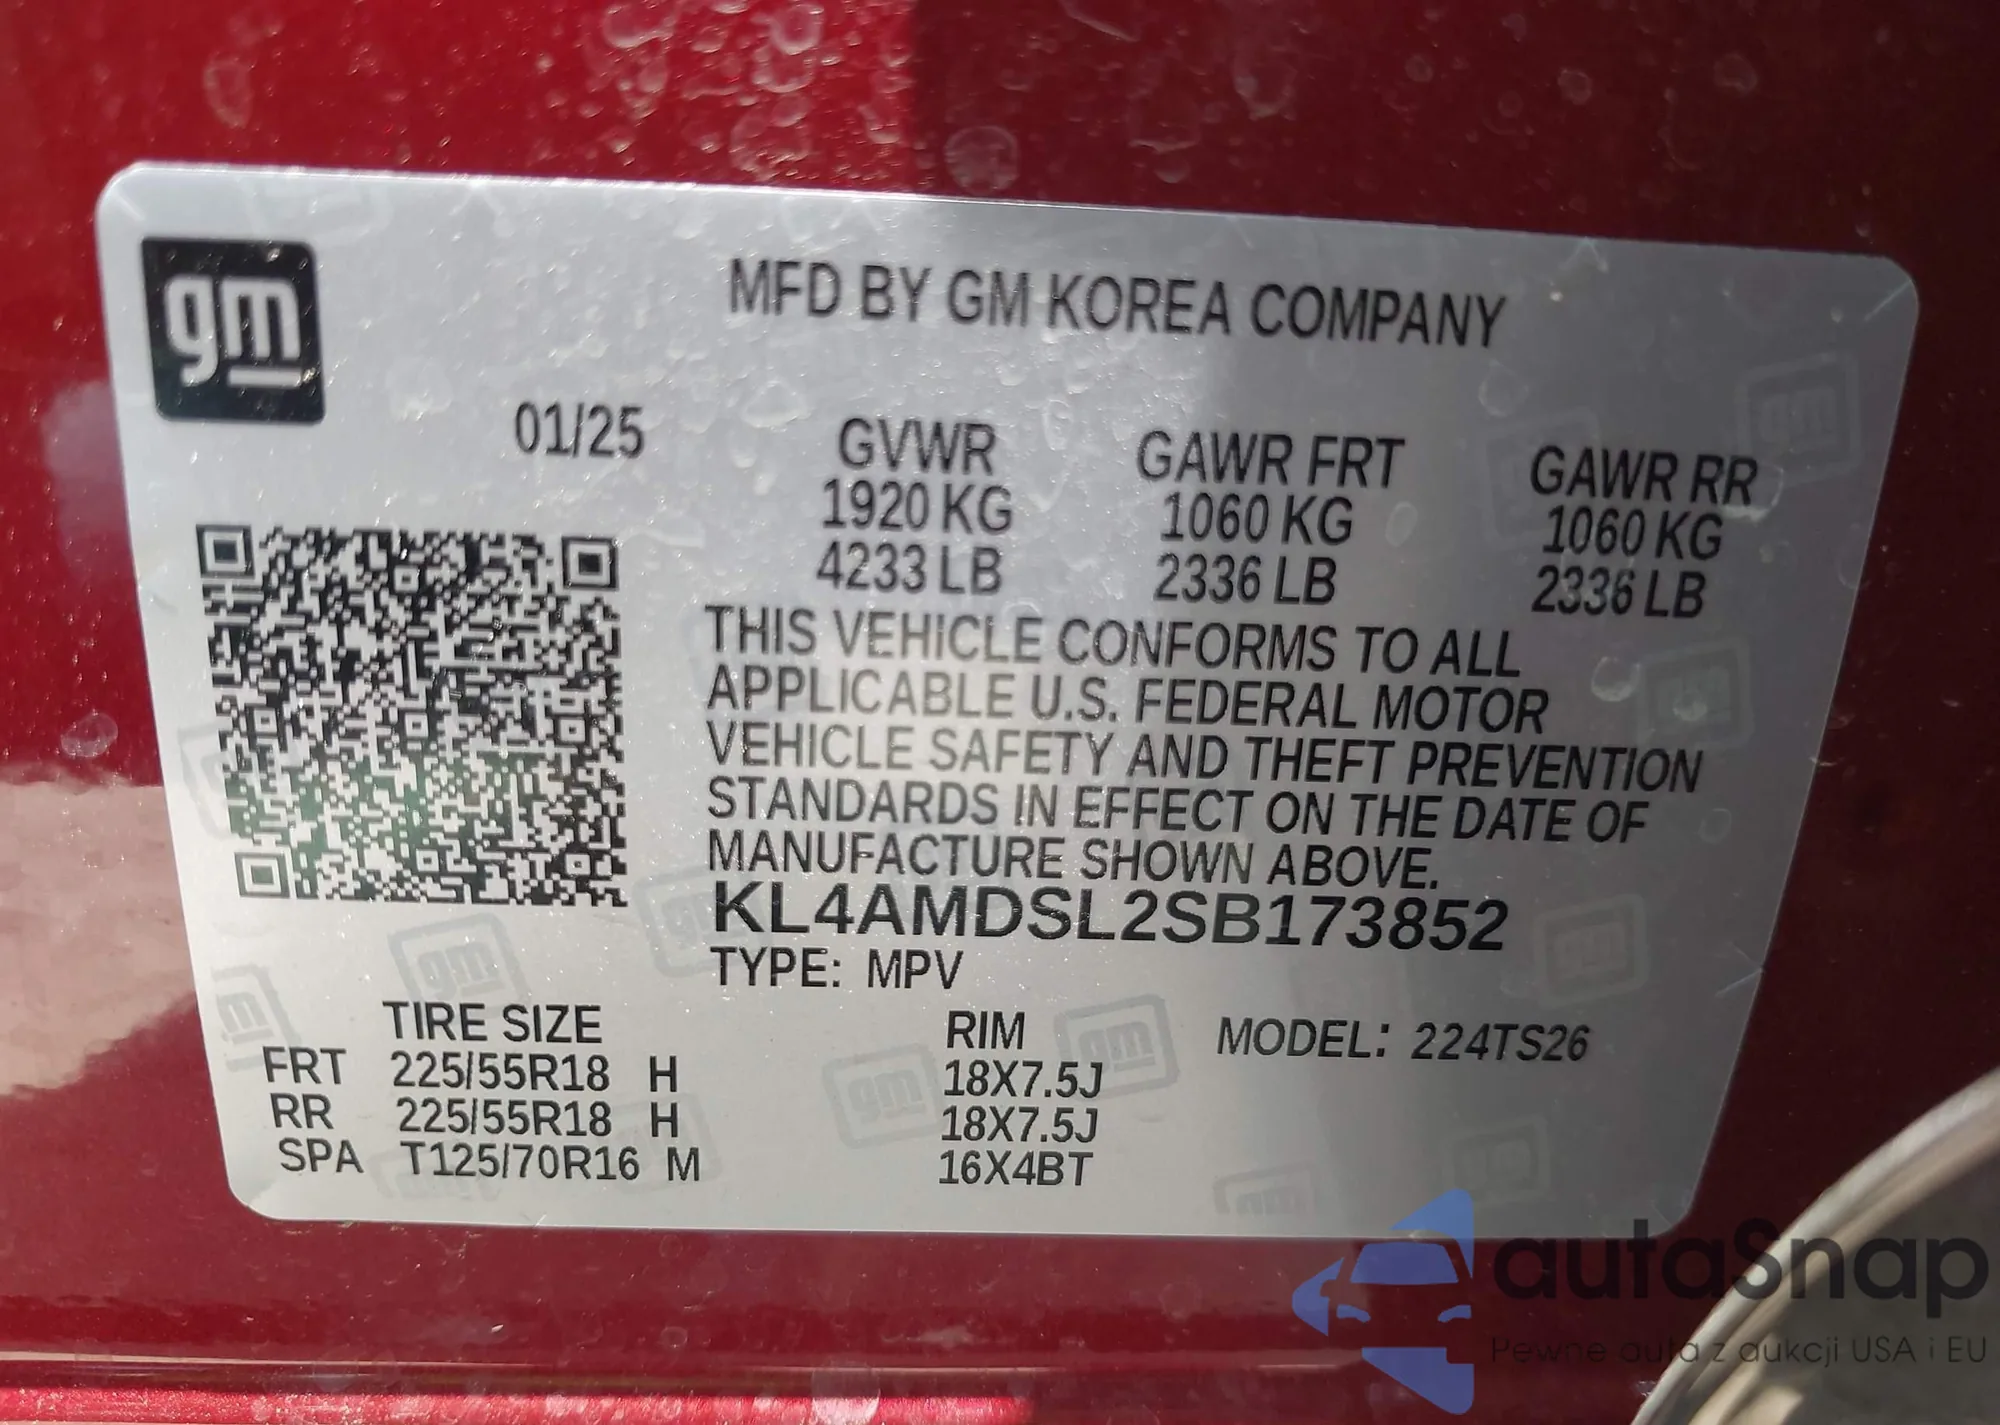 gm
MFD BY GM KOREA COMPANY
01/25
GVWR GAWR FRT GAWR RR
1920 KG 1060 KG 1060 KG
4233 LB 2336 LB 2336 LB
THIS VEHICLE CONFORMS TO ALL
APPLICABLE U.S. FEDERAL MOTOR
VEHICLE SAFETY AND THEFT PREVENTION
STANDARDS IN EFFECT ON THE DATE OF
MANUFACTURE SHOWN ABOVE.
KL4AMDSL2SB173852
TYPE: MPV
TIRE SIZE RIM MODEL: 224TS26
FRT 225/55R18 H 18X7.5J
RR 225/55R18 H 18X7.5J
SPA T125/70R16 M 16X4BT
autaSnap
Pewne auta z aukcji USA i EU